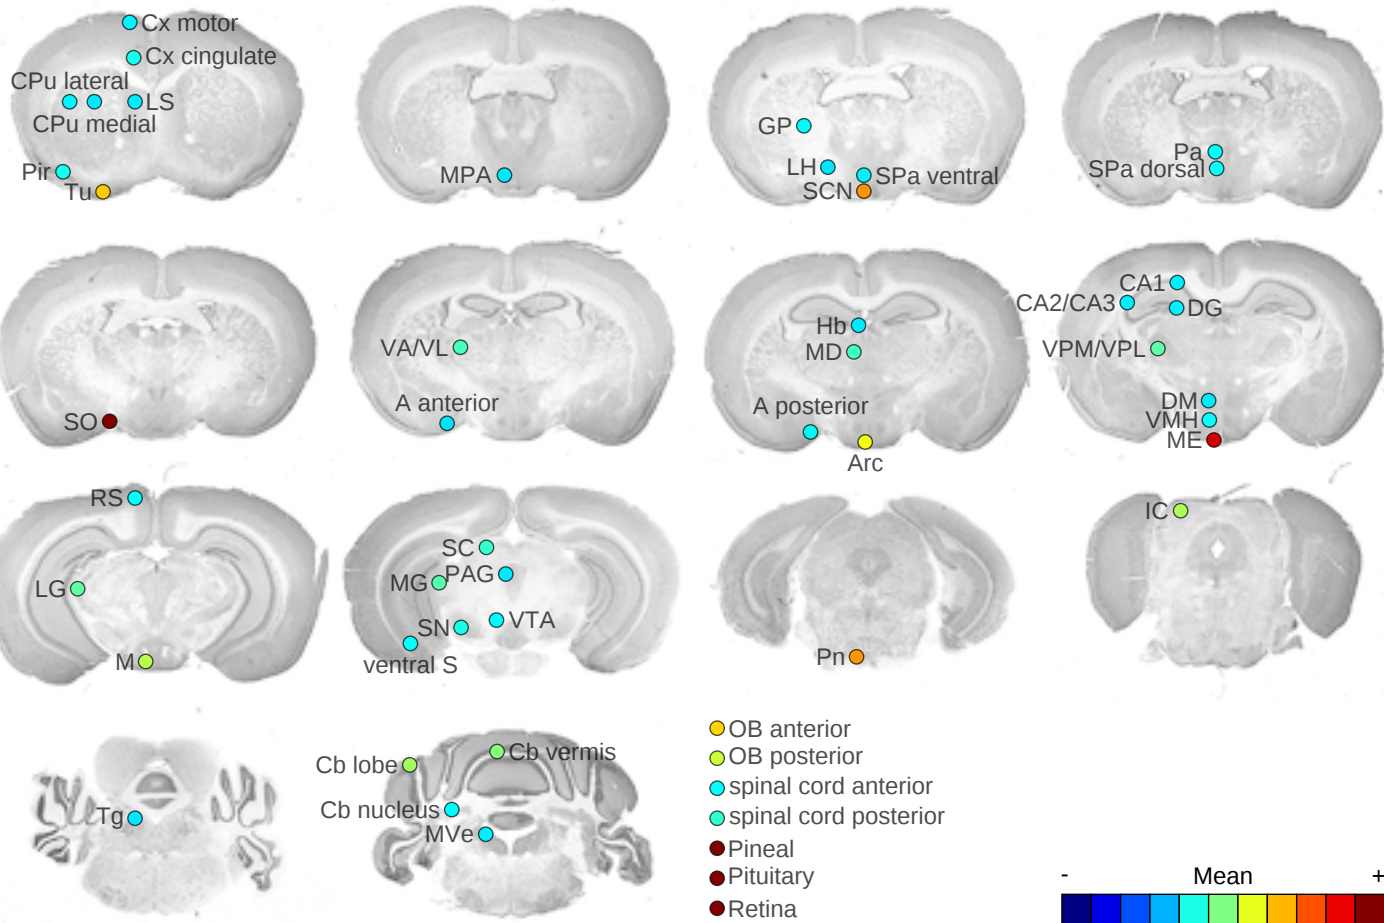 Cx motor
Cx cingulate
CPu lateral
LS
CPu medial
Pir
Tu
MPA
GP
LH
SPa ventral
SCN
Pa
SPa dorsal
SO
VA/VL
A anterior
Hb
MD
A posterior
Arc
CA1
CA2/CA3
DG
VPM/VPL
DM
VMH
ME
RS
LG
M
SC
MG
PAG
SN
VTA
ventral S
Pn
IC
Tg
Cb lobe
Cb vermis
Cb nucleus
MVe
OB anterior
OB posterior
spinal cord anterior
spinal cord posterior
Pineal
Pituitary
Retina
- Mean +